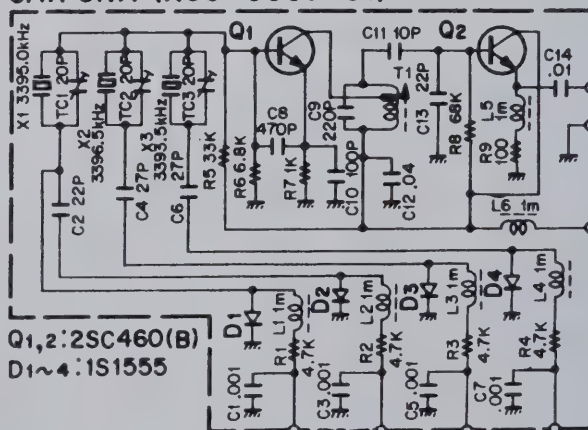 Q1
C11 10P
Q2
C14
.01
X1 3395.0kHz
TC1 20P
X2
3396.5kHz
TC2 20P
X3
3393.5kHz
TC3 20P
C8
470P
C9
220P
T1
C13
22P
R8 68K
L5
1m
R9
100
C2 22P
C4 27P
C6
27P
R5 33K
R6 6.8K
R7 1K
C10 100P
C12 .04
L6 1m
D1
D2
D3
D4
L1 1m
L2 1m
L3 1m
L4 1m
R1
4.7K
R2
4.7K
R3
4.7K
R4
4.7K
C1 .001
C3 .001
C5 .001
C7
.001
Q1,2:2SC460(B)
D1~4:1S1555